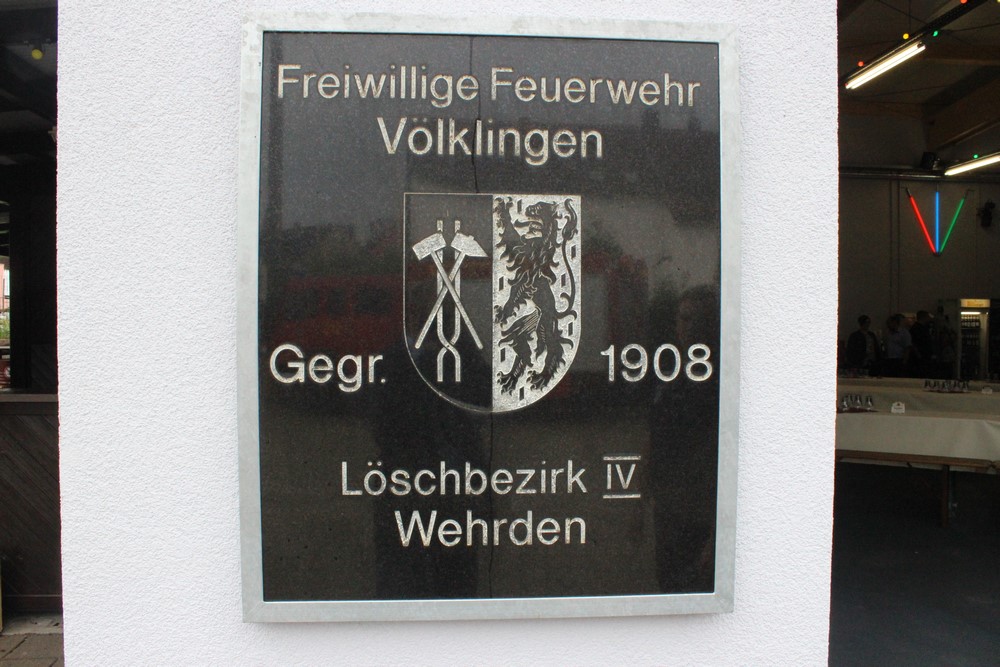 Freiwillige Feuerwehr
Völklingen
Gegr. 1908
Löschbezirk IV
Wehrden